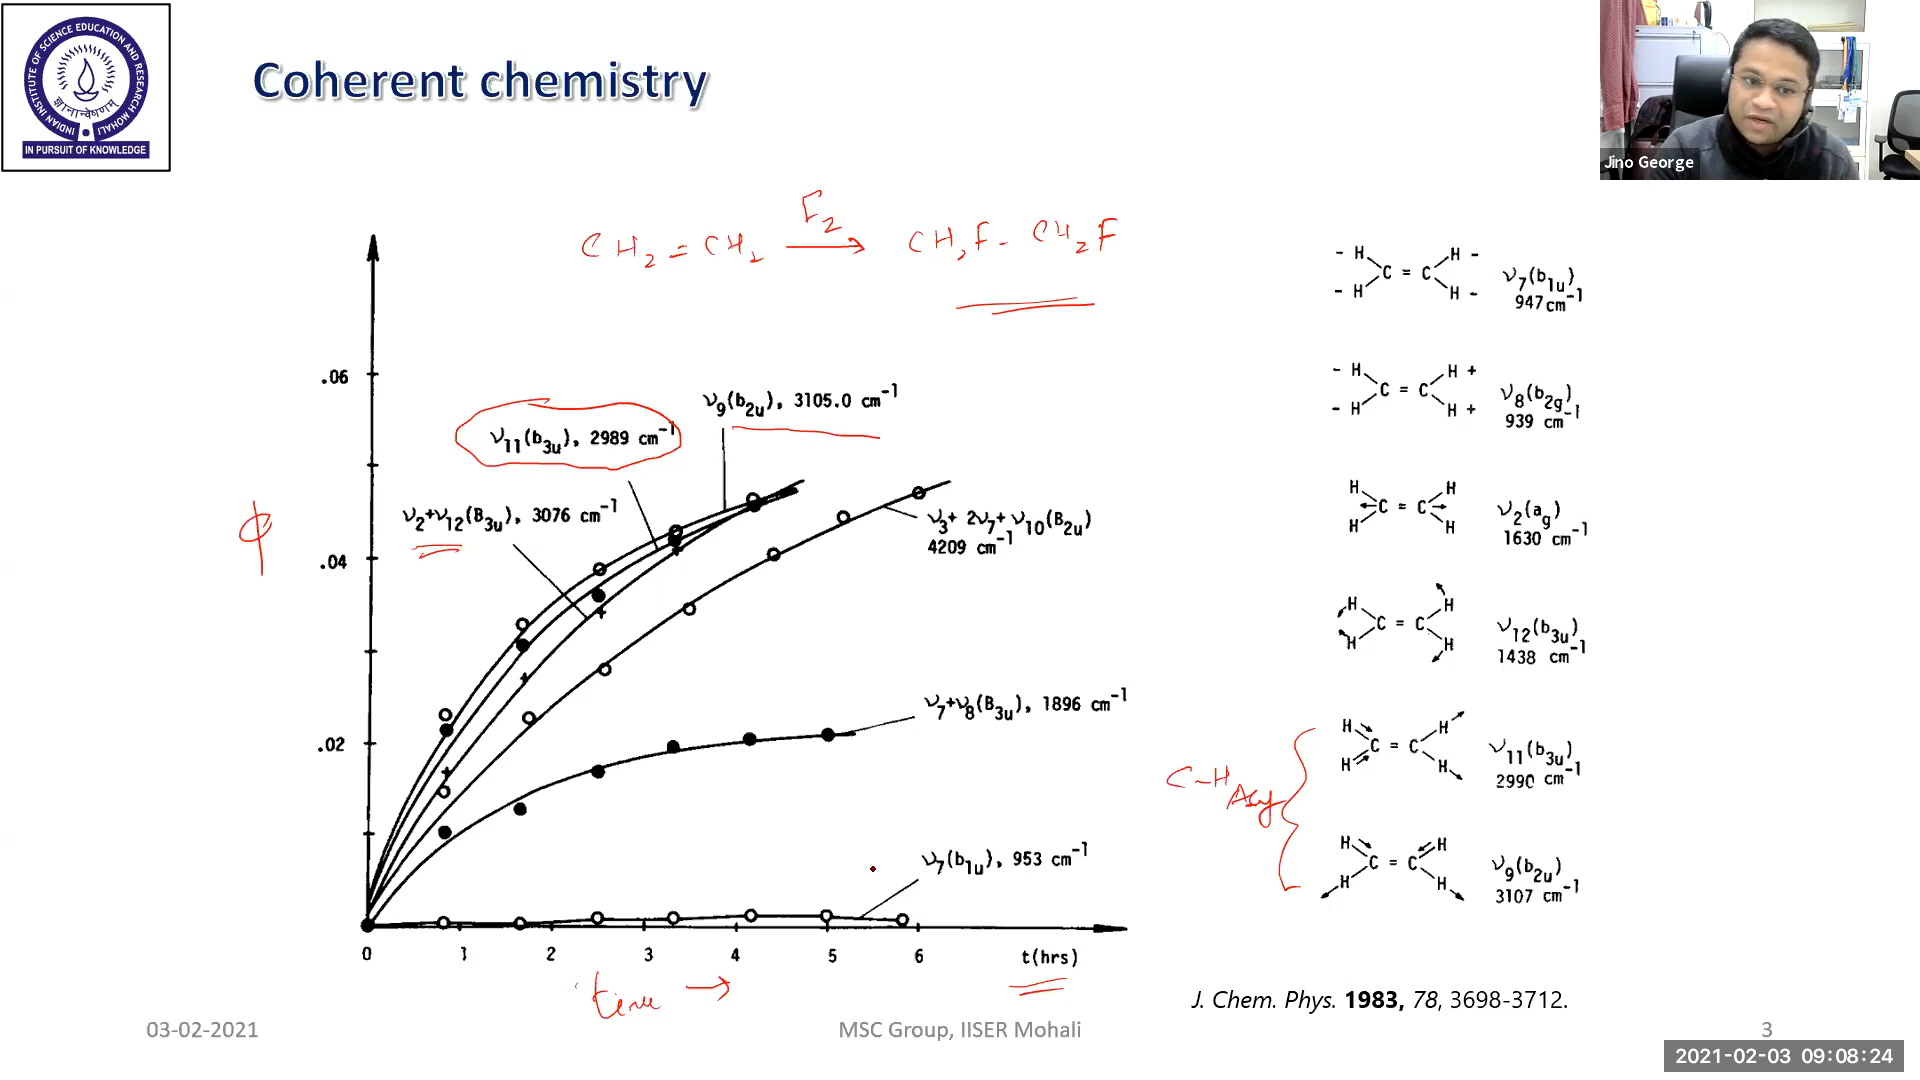 INDIAN INSTITUTE OF SCIENCE EDUCATION AND RESEARCH MOHALI
ज्ञानान्वेषणम्
IN PURSUIT OF KNOWLEDGE
Coherent chemistry
Jino George
CH₂ = CH₂ F₂ → CH₂F - CH₂F
.06
.04
.02
ϕ
ν₉(b₂ᵤ), 3105.0 cm⁻¹
ν₁₁(b₃ᵤ), 2989 cm⁻¹
ν₂+ν₁₂(B₃ᵤ), 3076 cm⁻¹
ν₃+ 2ν₇+ν₁₀(B₂ᵤ)
4209 cm⁻¹
ν₇+ν₈(B₃ᵤ), 1896 cm⁻¹
ν₇(b₁ᵤ), 953 cm⁻¹
0 1 2 3 4 5 6 t(hrs)
time →
- H H -
C = C
- H H -
ν₇(b₁ᵤ)
947 cm⁻¹
- H H +
C = C
- H H +
ν₈(b₂g)
939 cm⁻¹
H H
C = C
H H
ν₂(ag)
1630 cm⁻¹
H H
C = C
H H
ν₁₂(b₃ᵤ)
1438 cm⁻¹
C-H Asy
H H
C = C
H H
ν₁₁(b₃ᵤ)
2990 cm⁻¹
H H
C = C
H H
ν₉(b₂ᵤ)
3107 cm⁻¹
J. Chem. Phys. 1983, 78, 3698-3712.
03-02-2021
MSC Group, IISER Mohali
3
2021-02-03 09:08:24